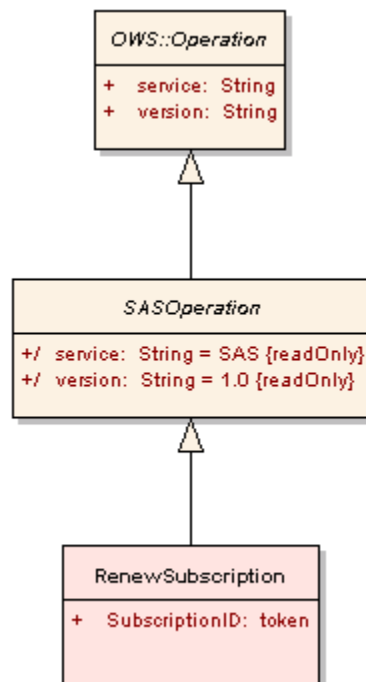 OWS::Operation
+ service: String
+ version: String
SASOperation
+/ service: String = SAS {readOnly}
+/ version: String = 1.0 {readOnly}
RenewSubscription
+ SubscriptionID: token